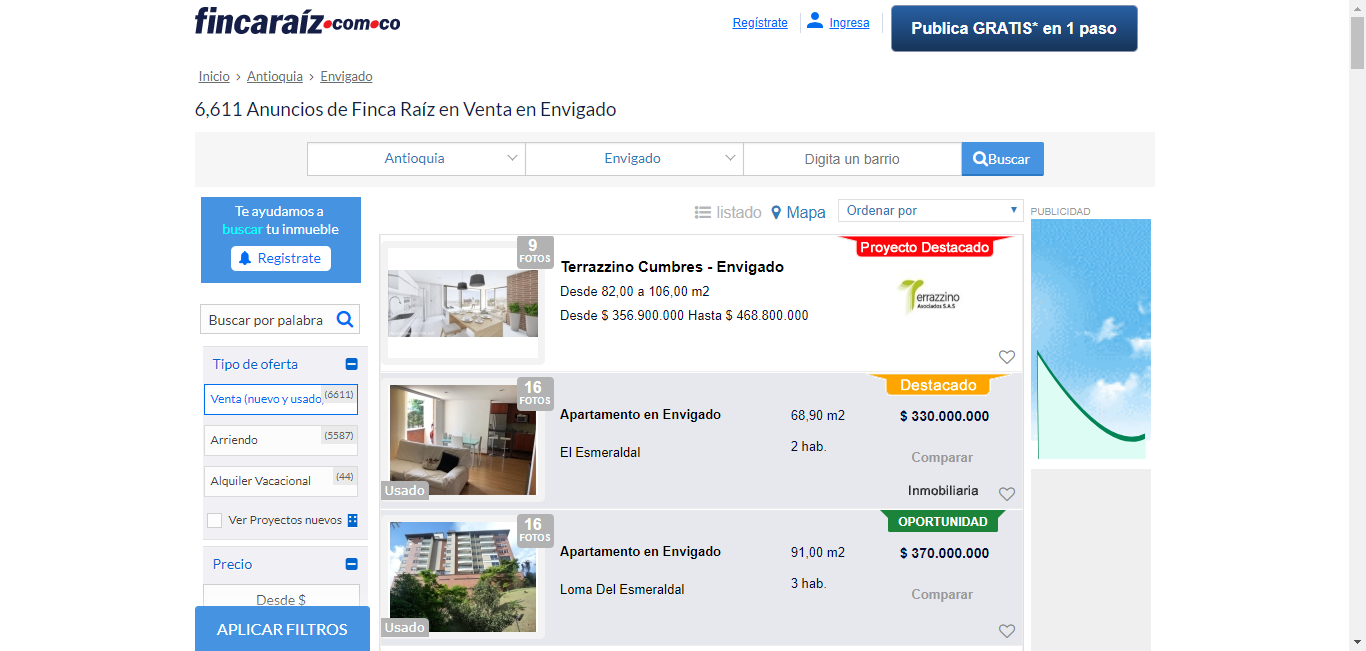 fincaraíz.com.co
Regístrate
Ingresa
Publica GRATIS* en 1 paso
Inicio > Antioquia > Envigado
6,611 Anuncios de Finca Raíz en Venta en Envigado
Antioquia
Envigado
Digita un barrio
Buscar
Te ayudamos a
buscar tu inmueble
Registrate
listado
Mapa
Ordenar por
PUBLICIDAD
Buscar por palabra
Tipo de oferta
Venta (nuevo y usado) (6611)
Arriendo (5587)
Alquiler Vacacional (44)
Ver Proyectos nuevos
Precio
Desde $
APLICAR FILTROS
9
FOTOS
Proyecto Destacado
Terrazzino Cumbres - Envigado
Desde 82,00 a 106,00 m2
Desde $ 356.900.000 Hasta $ 468.800.000
Terrazzino
Asociados S.A.S
16
FOTOS
Usado
Destacado
Apartamento en Envigado
68,90 m2
$ 330.000.000
El Esmeraldal
2 hab.
Comparar
Inmobiliaria
16
FOTOS
Usado
OPORTUNIDAD
Apartamento en Envigado
91,00 m2
$ 370.000.000
Loma Del Esmeraldal
3 hab.
Comparar